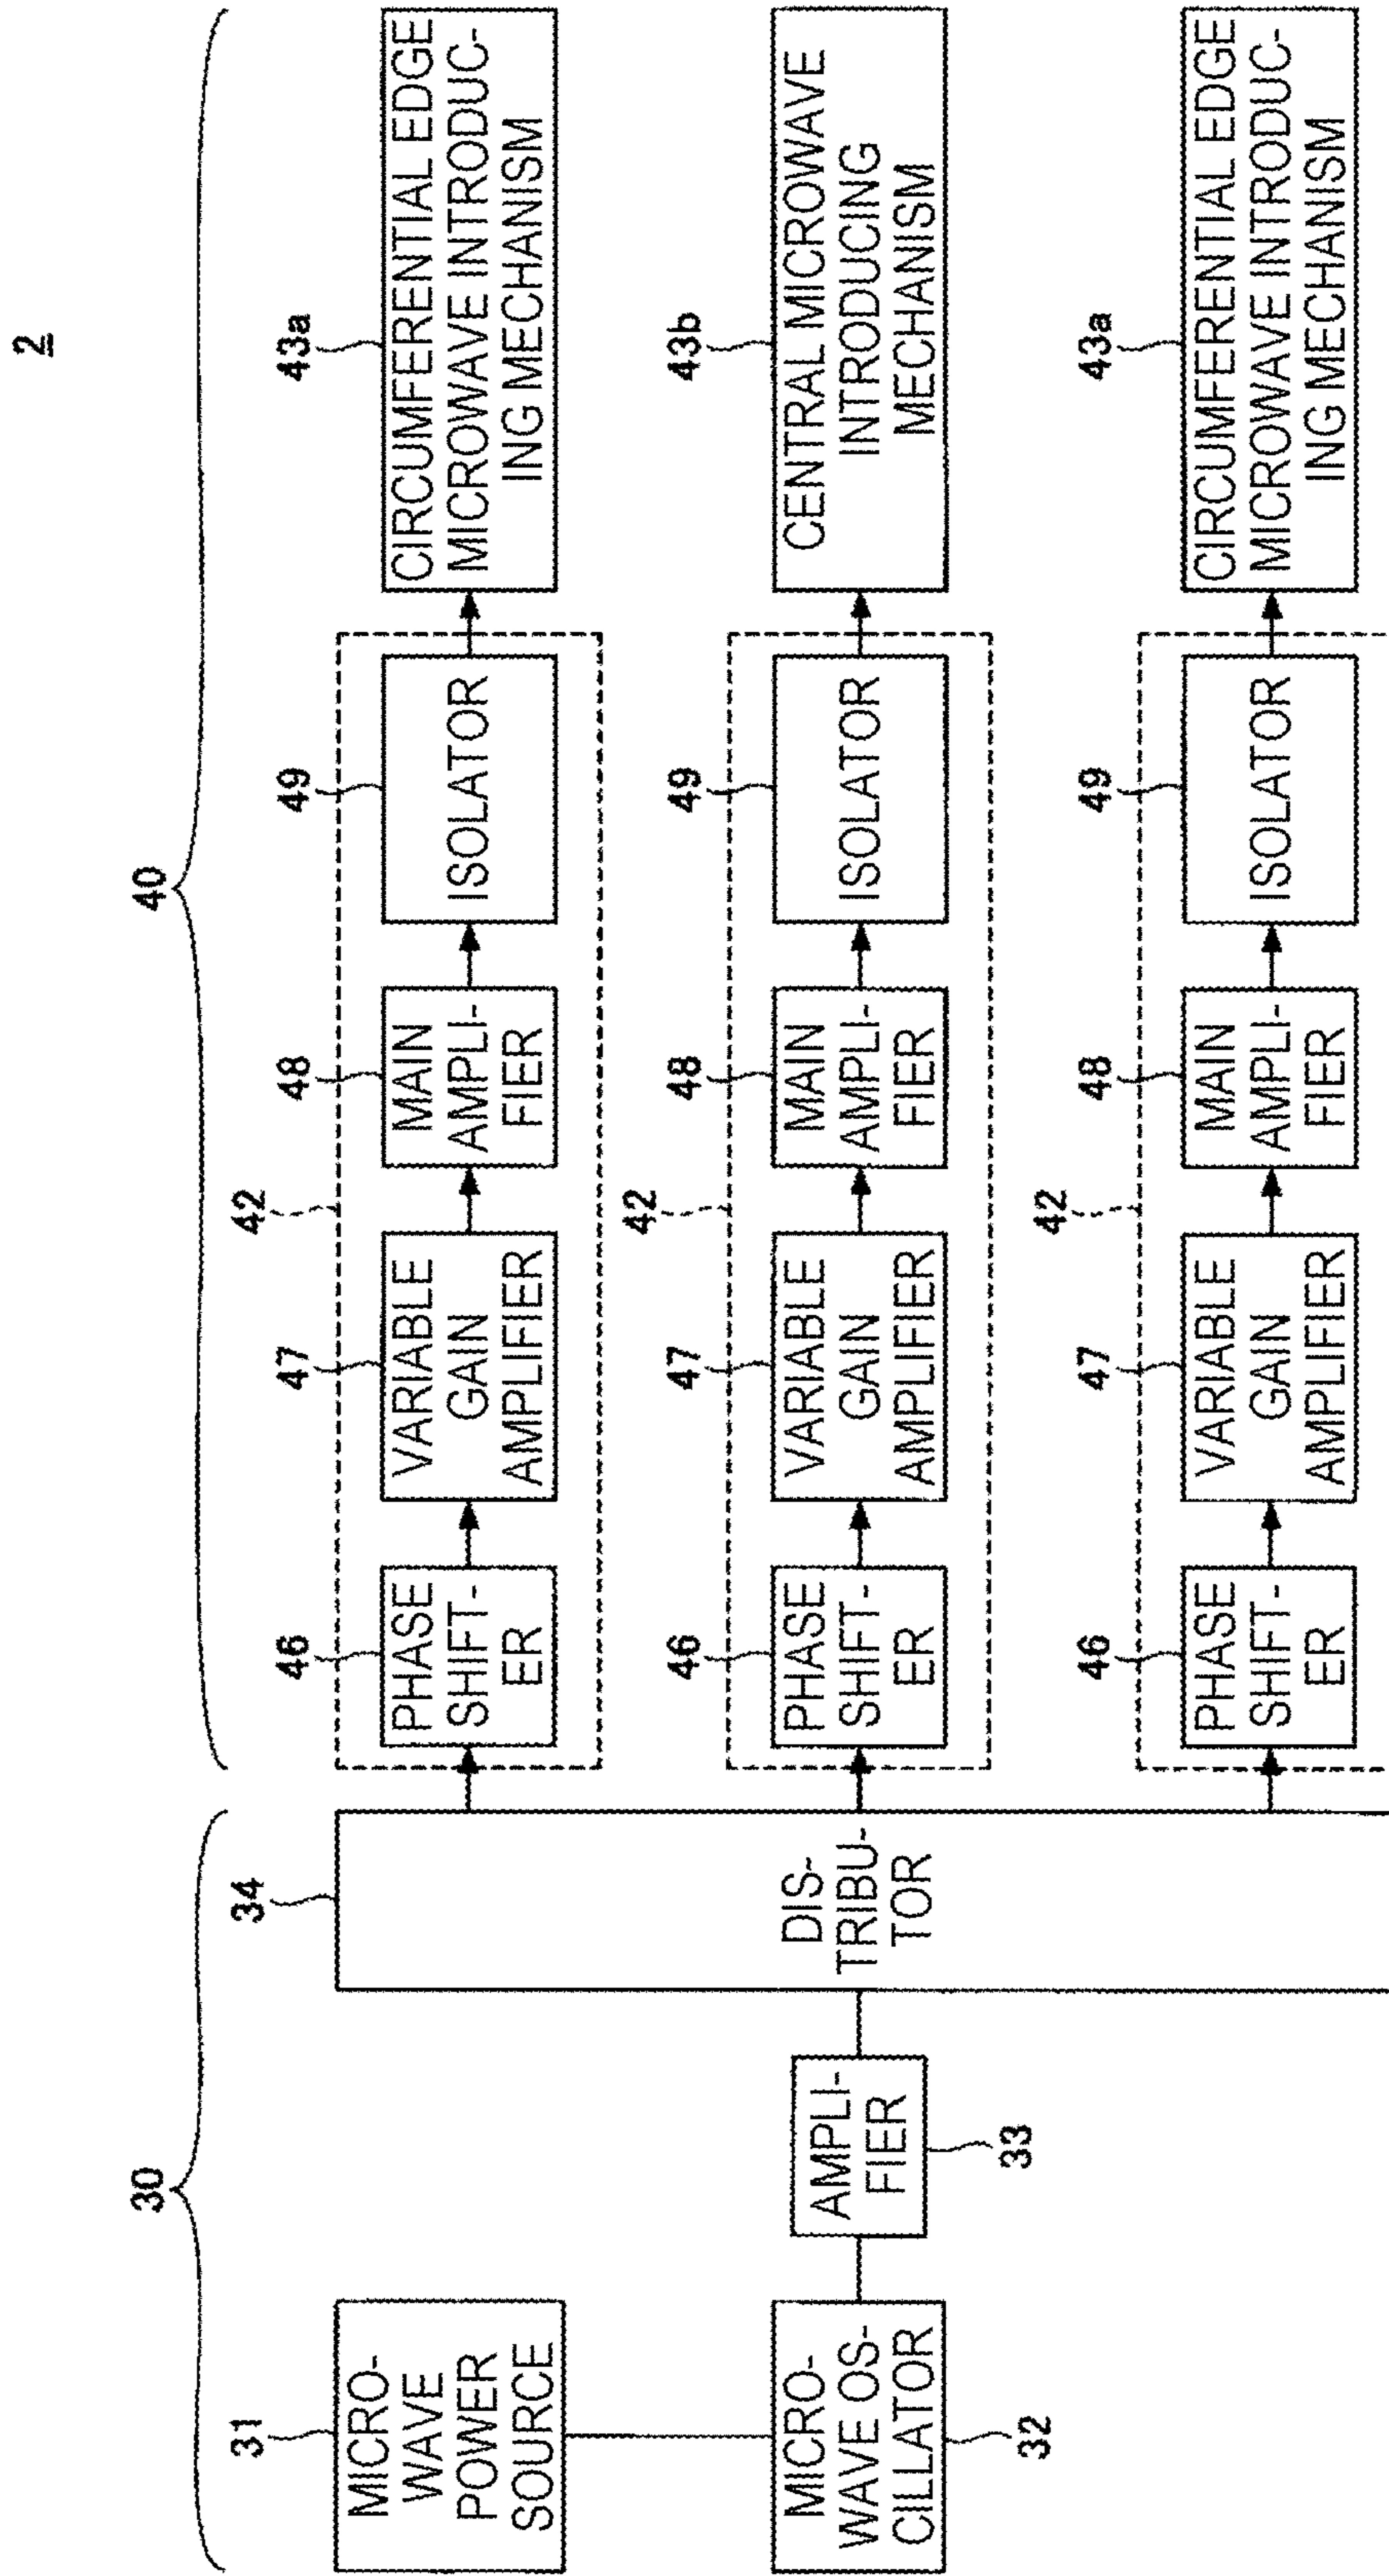 2
30
40
31
MICRO-
WAVE
POWER
SOURCE
MICRO-
WAVE OS-
CILLATOR
32
AMPLI-
FIER
33
34
DIS-
TRIBU-
TOR
42
46
PHASE
SHIFT-
ER
47
VARIABLE
GAIN
AMPLIFIER
48
MAIN
AMPLI-
FIER
49
ISOLATOR
43a
CIRCUMFERENTIAL EDGE
MICROWAVE INTRODUC-
ING MECHANISM
42
46
PHASE
SHIFT-
ER
47
VARIABLE
GAIN
AMPLIFIER
48
MAIN
AMPLI-
FIER
49
ISOLATOR
43b
CENTRAL MICROWAVE
INTRODUCING
MECHANISM
42
46
PHASE
SHIFT-
ER
47
VARIABLE
GAIN
AMPLIFIER
48
MAIN
AMPLI-
FIER
49
ISOLATOR
43a
CIRCUMFERENTIAL EDGE
MICROWAVE INTRODUC-
ING MECHANISM